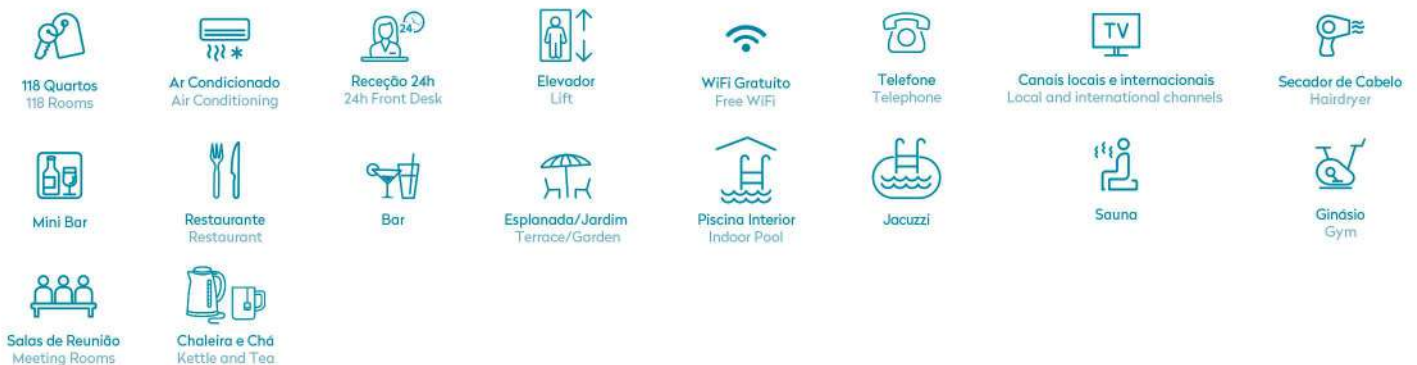 24
TV
118 Quartos
118 Rooms
Ar Condicionado
Air Conditioning
Receção 24h
24h Front Desk
Elevador
Lift
WiFi Gratuito
Free WiFi
Telefone
Telephone
Canais locais e internacionais
Local and international channels
Secador de Cabelo
Hairdryer
Mini Bar
Restaurante
Restaurant
Bar
Esplanada/Jardim
Terrace/Garden
Piscina Interior
Indoor Pool
Jacuzzi
Sauna
Ginásio
Gym
Salas de Reunião
Meeting Rooms
Chaleira e Chá
Kettle and Tea